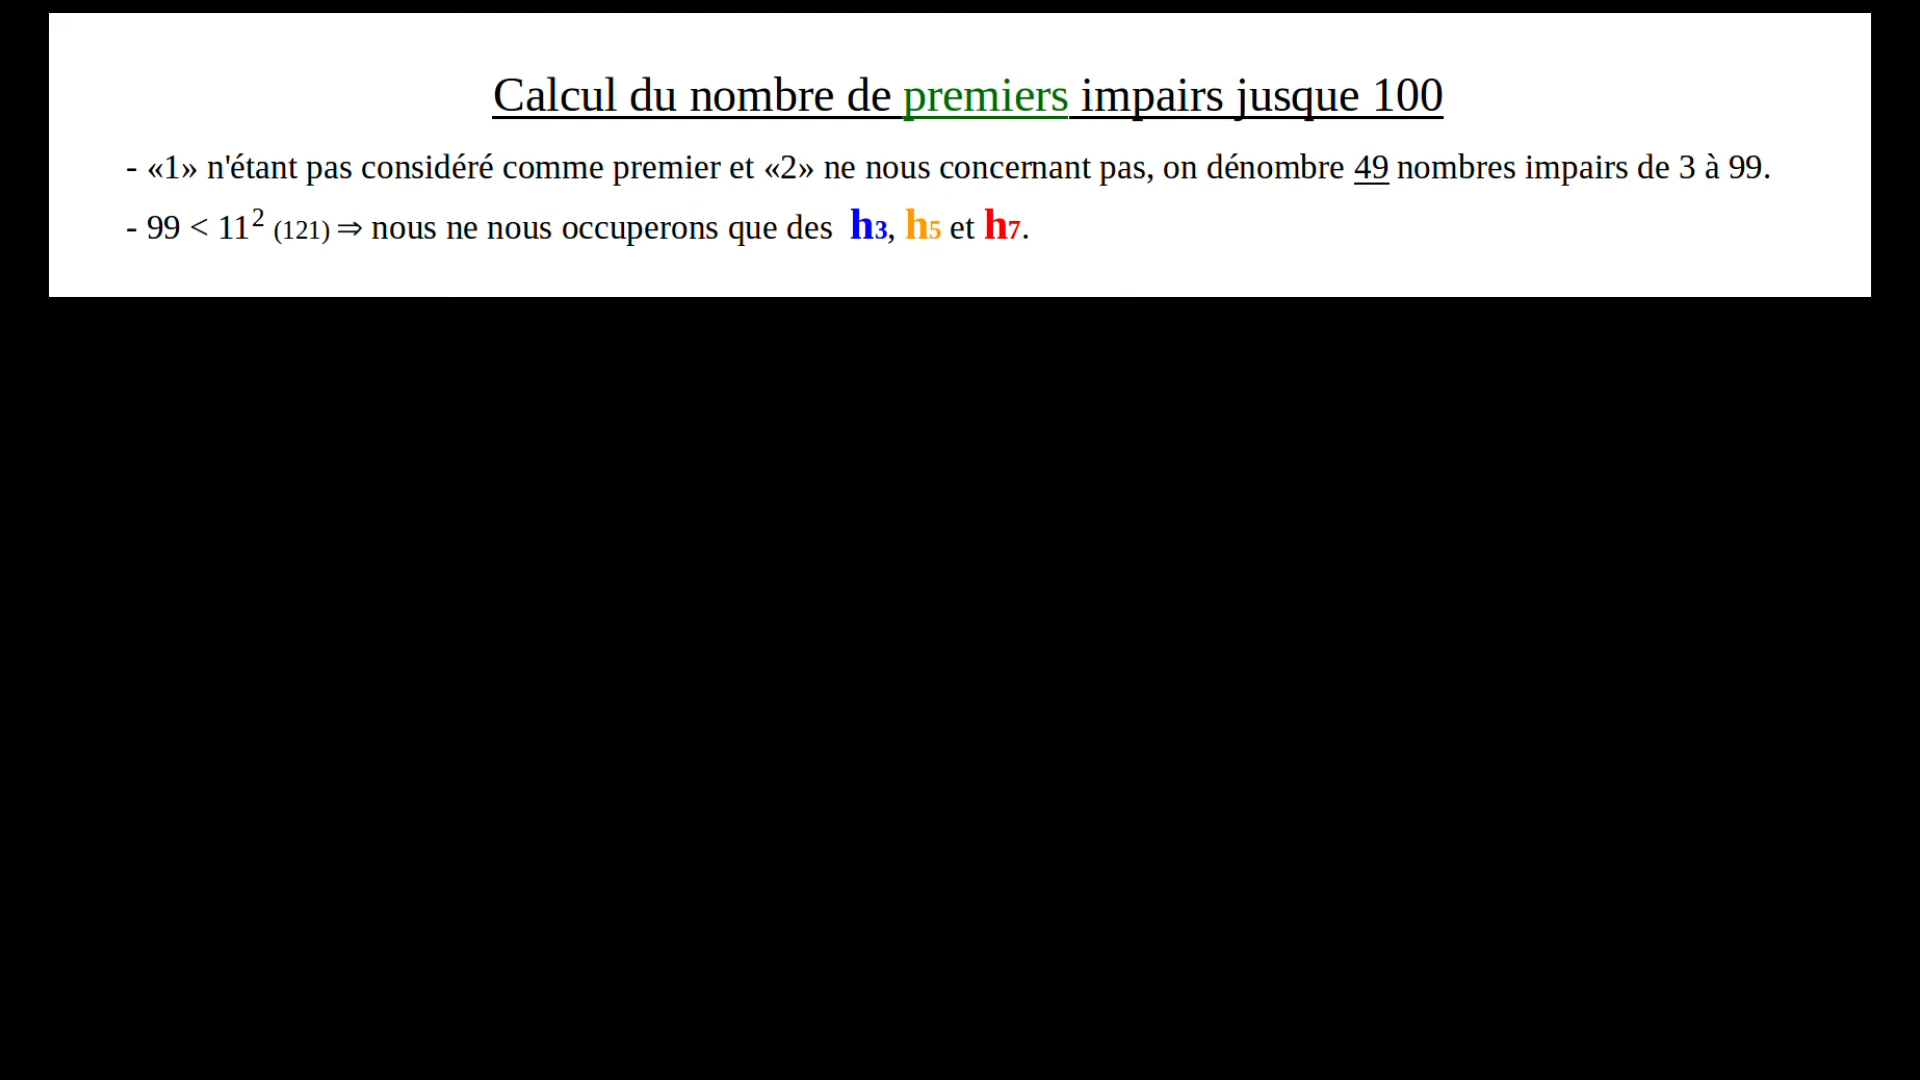 Calcul du nombre de premiers impairs jusque 100
- «1» n'étant pas considéré comme premier et «2» ne nous concernant pas, on dénombre 49 nombres impairs de 3 à 99.
- 99 < 11² (121) ⇒ nous ne nous occuperons que des h3, h5 et h7.